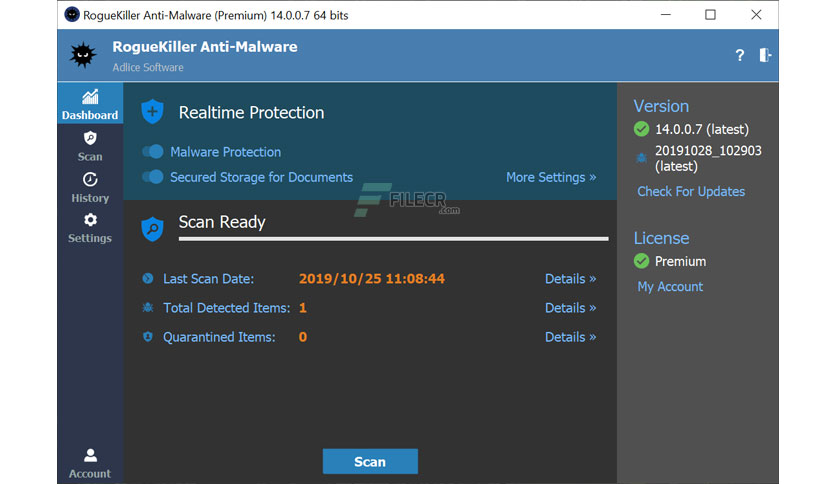 RogueKiller Anti-Malware (Premium) 14.0.0.7 64 bits
RogueKiller Anti-Malware
Adlice Software
?
Dashboard
Scan
History
Settings
Account
Realtime Protection
Malware Protection
Secured Storage for Documents
More Settings »
FILECR
.com
Scan Ready
Last Scan Date: 2019/10/25 11:08:44 Details »
Total Detected Items: 1 Details »
Quarantined Items: 0 Details »
Scan
Version
14.0.0.7 (latest)
20191028_102903
(latest)
Check For Updates
License
Premium
My Account